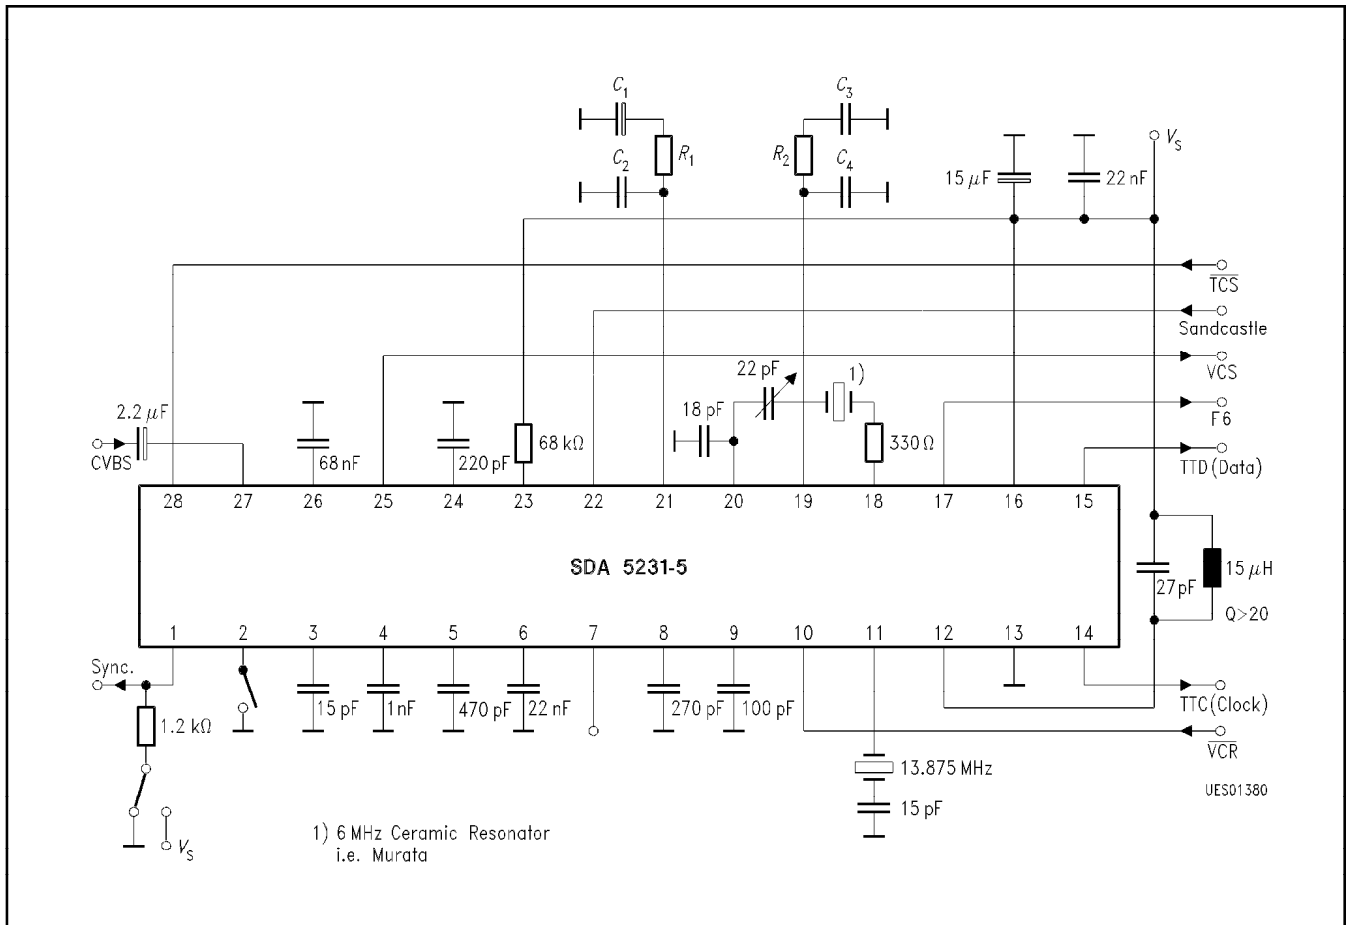 C1
C3
R1
R2
VS
C2
C4
15 µF
22 nF
TCS
Sandcastle
22 pF
1)
VCS
2.2 µF
18 pF
F6
CVBS
68 nF
220 pF
68 kΩ
330 Ω
TTD (Data)
28 27 26 25 24 23 22 21 20 19 18 17 16 15
SDA 5231-5
27 pF
15 µH
Q>20
1 2 3 4 5 6 7 8 9 10 11 12 13 14
Sync.
15 pF
1 nF
470 pF
22 nF
270 pF
100 pF
TTC (Clock)
1.2 kΩ
VCR
13.875 MHz
UES01380
15 pF
1) 6 MHz Ceramic Resonator
i.e. Murata
VS